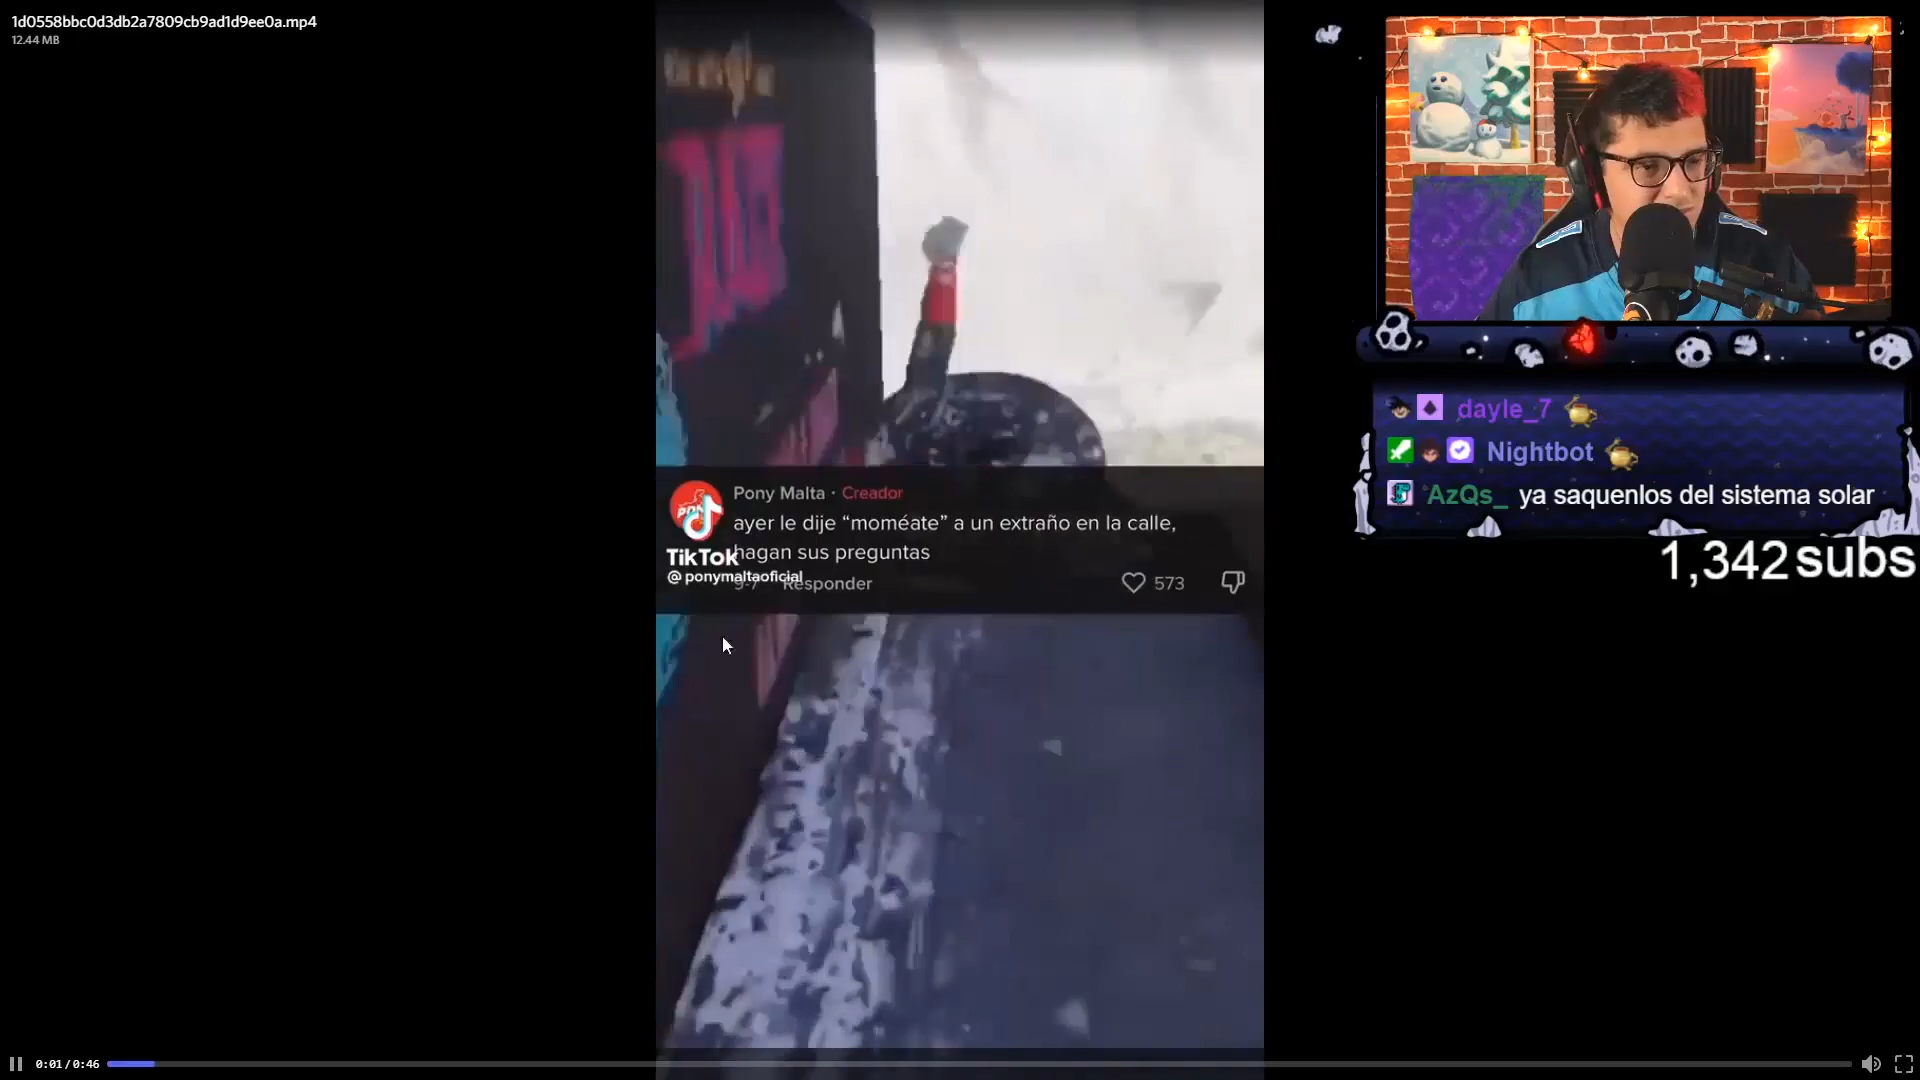 1d0558bbc0d3db2a7809cb9ad1d9ee0a.mp4
12.44 MB
Pony Malta · Creador
ayer le dije “moméate” a un extraño en la calle,
hagan sus preguntas
9-7 Responder
573
TikTok
@ponymaltaoficial
dayle_7
Nightbot
AzQs_ ya saquenlos del sistema solar
1,342 subs
0:01/0:46